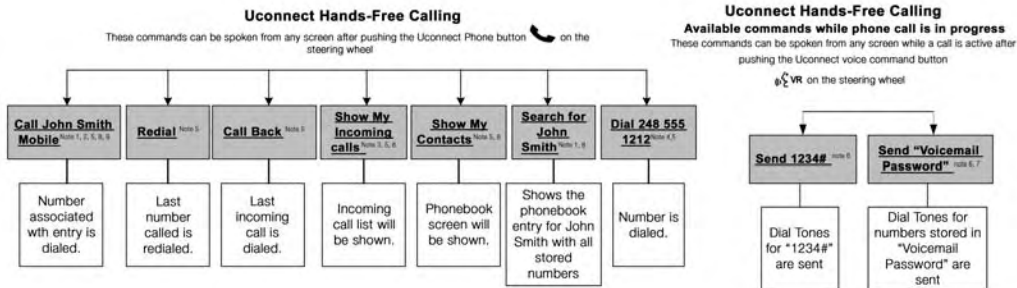 Uconnect Hands-Free Calling
These commands can be spoken from any screen after pushing the Uconnect Phone button on the
steering wheel
Call John Smith
Mobile Note 1, 2, 5, 8, 9
Redial Note 5
Call Back Note 5
Show My
Incoming
calls Note 3, 5, 6
Show My
Contacts Note 5, 6
Search for
John
Smith Note 1, 6
Dial 248 555
1212 Note 4,5
Number
associated
wth entry is
dialed.
Last
number
called is
redialed.
Last
incoming
call is
dialed.
Incoming
call list will
be shown.
Phonebook
screen will
be shown.
Shows the
phonebook
entry for John
Smith with all
stored
numbers
Number is
dialed.
Uconnect Hands-Free Calling
Available commands while phone call is in progress
These commands can be spoken from any screen while a call is active after
pushing the Uconnect voice command button
VR on the steering wheel
Send 1234# note 6
Send "Voicemail
Password" note 6, 7
Dial Tones
for "1234#"
are sent
Dial Tones for
numbers stored in
"Voicemail
Password" are
sent